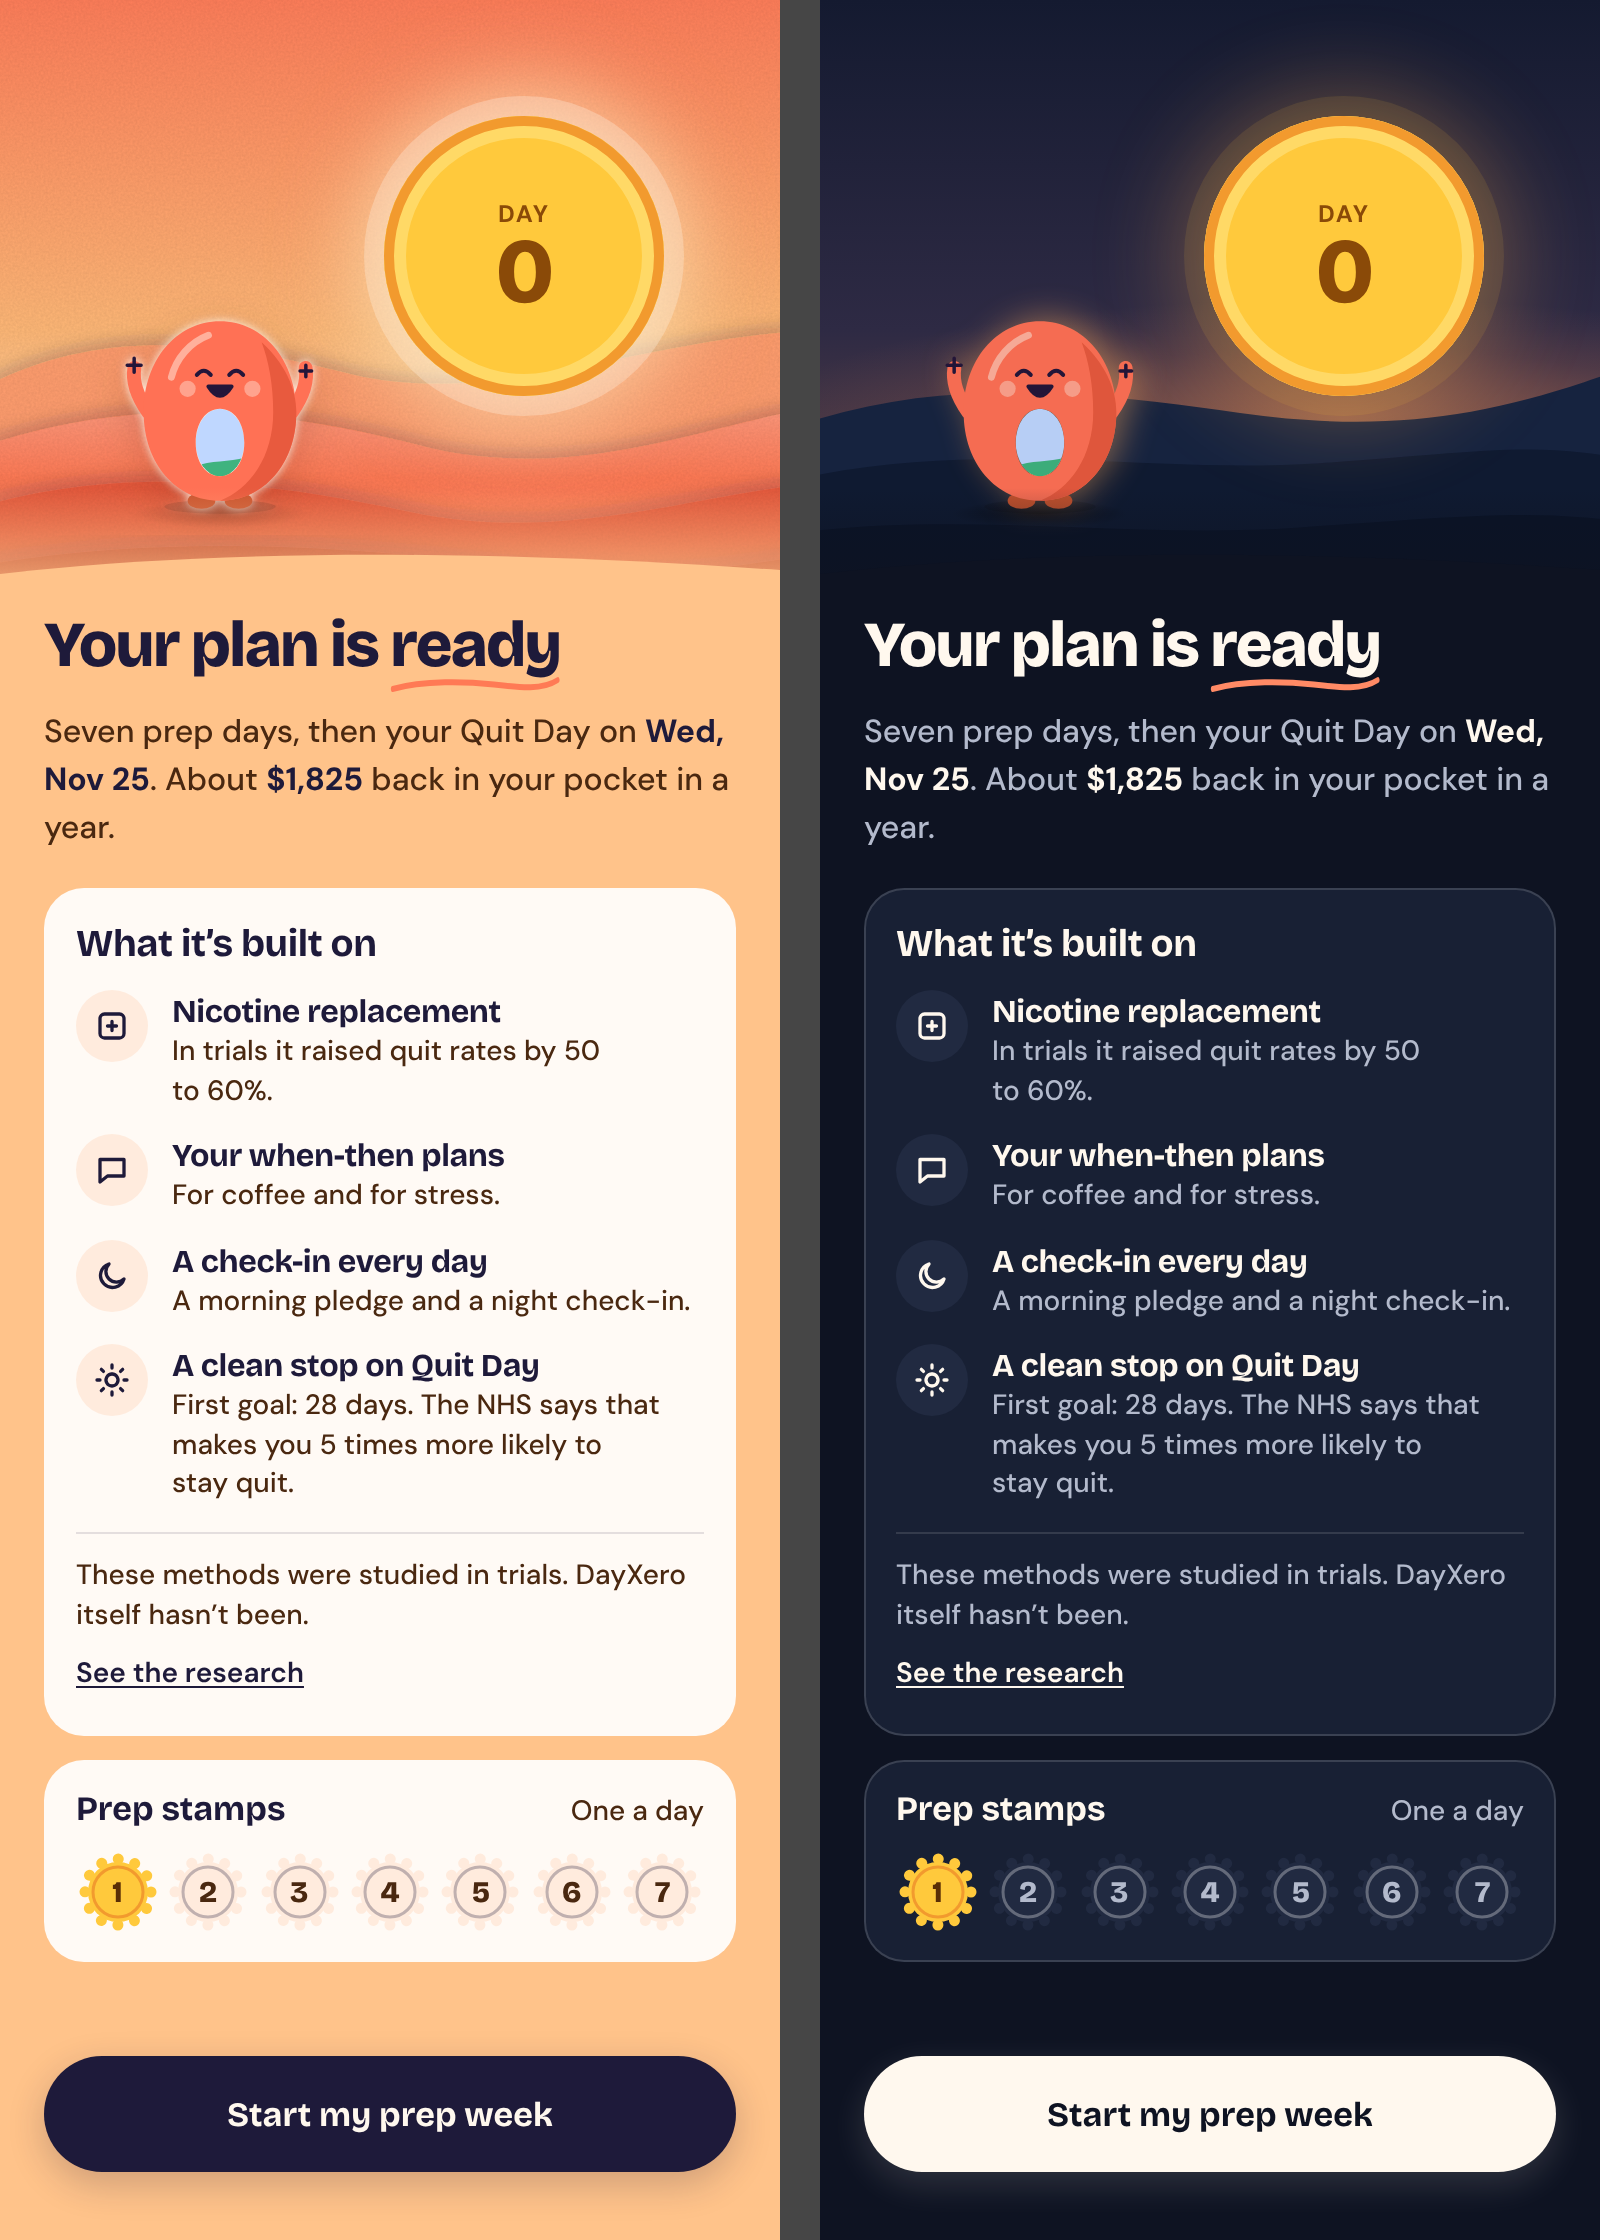 DAY
0
Your plan is ready
Seven prep days, then your Quit Day on Wed,
Nov 25. About $1,825 back in your pocket in a
year.
What it’s built on
Nicotine replacement
In trials it raised quit rates by 50
to 60%.
Your when-then plans
For coffee and for stress.
A check-in every day
A morning pledge and a night check-in.
A clean stop on Quit Day
First goal: 28 days. The NHS says that
makes you 5 times more likely to
stay quit.
These methods were studied in trials. DayXero
itself hasn’t been.
See the research
Prep stamps One a day
1 2 3 4 5 6 7
Start my prep week
DAY
0
Your plan is ready
Seven prep days, then your Quit Day on Wed,
Nov 25. About $1,825 back in your pocket in a
year.
What it’s built on
Nicotine replacement
In trials it raised quit rates by 50
to 60%.
Your when-then plans
For coffee and for stress.
A check-in every day
A morning pledge and a night check-in.
A clean stop on Quit Day
First goal: 28 days. The NHS says that
makes you 5 times more likely to
stay quit.
These methods were studied in trials. DayXero
itself hasn’t been.
See the research
Prep stamps One a day
1 2 3 4 5 6 7
Start my prep week